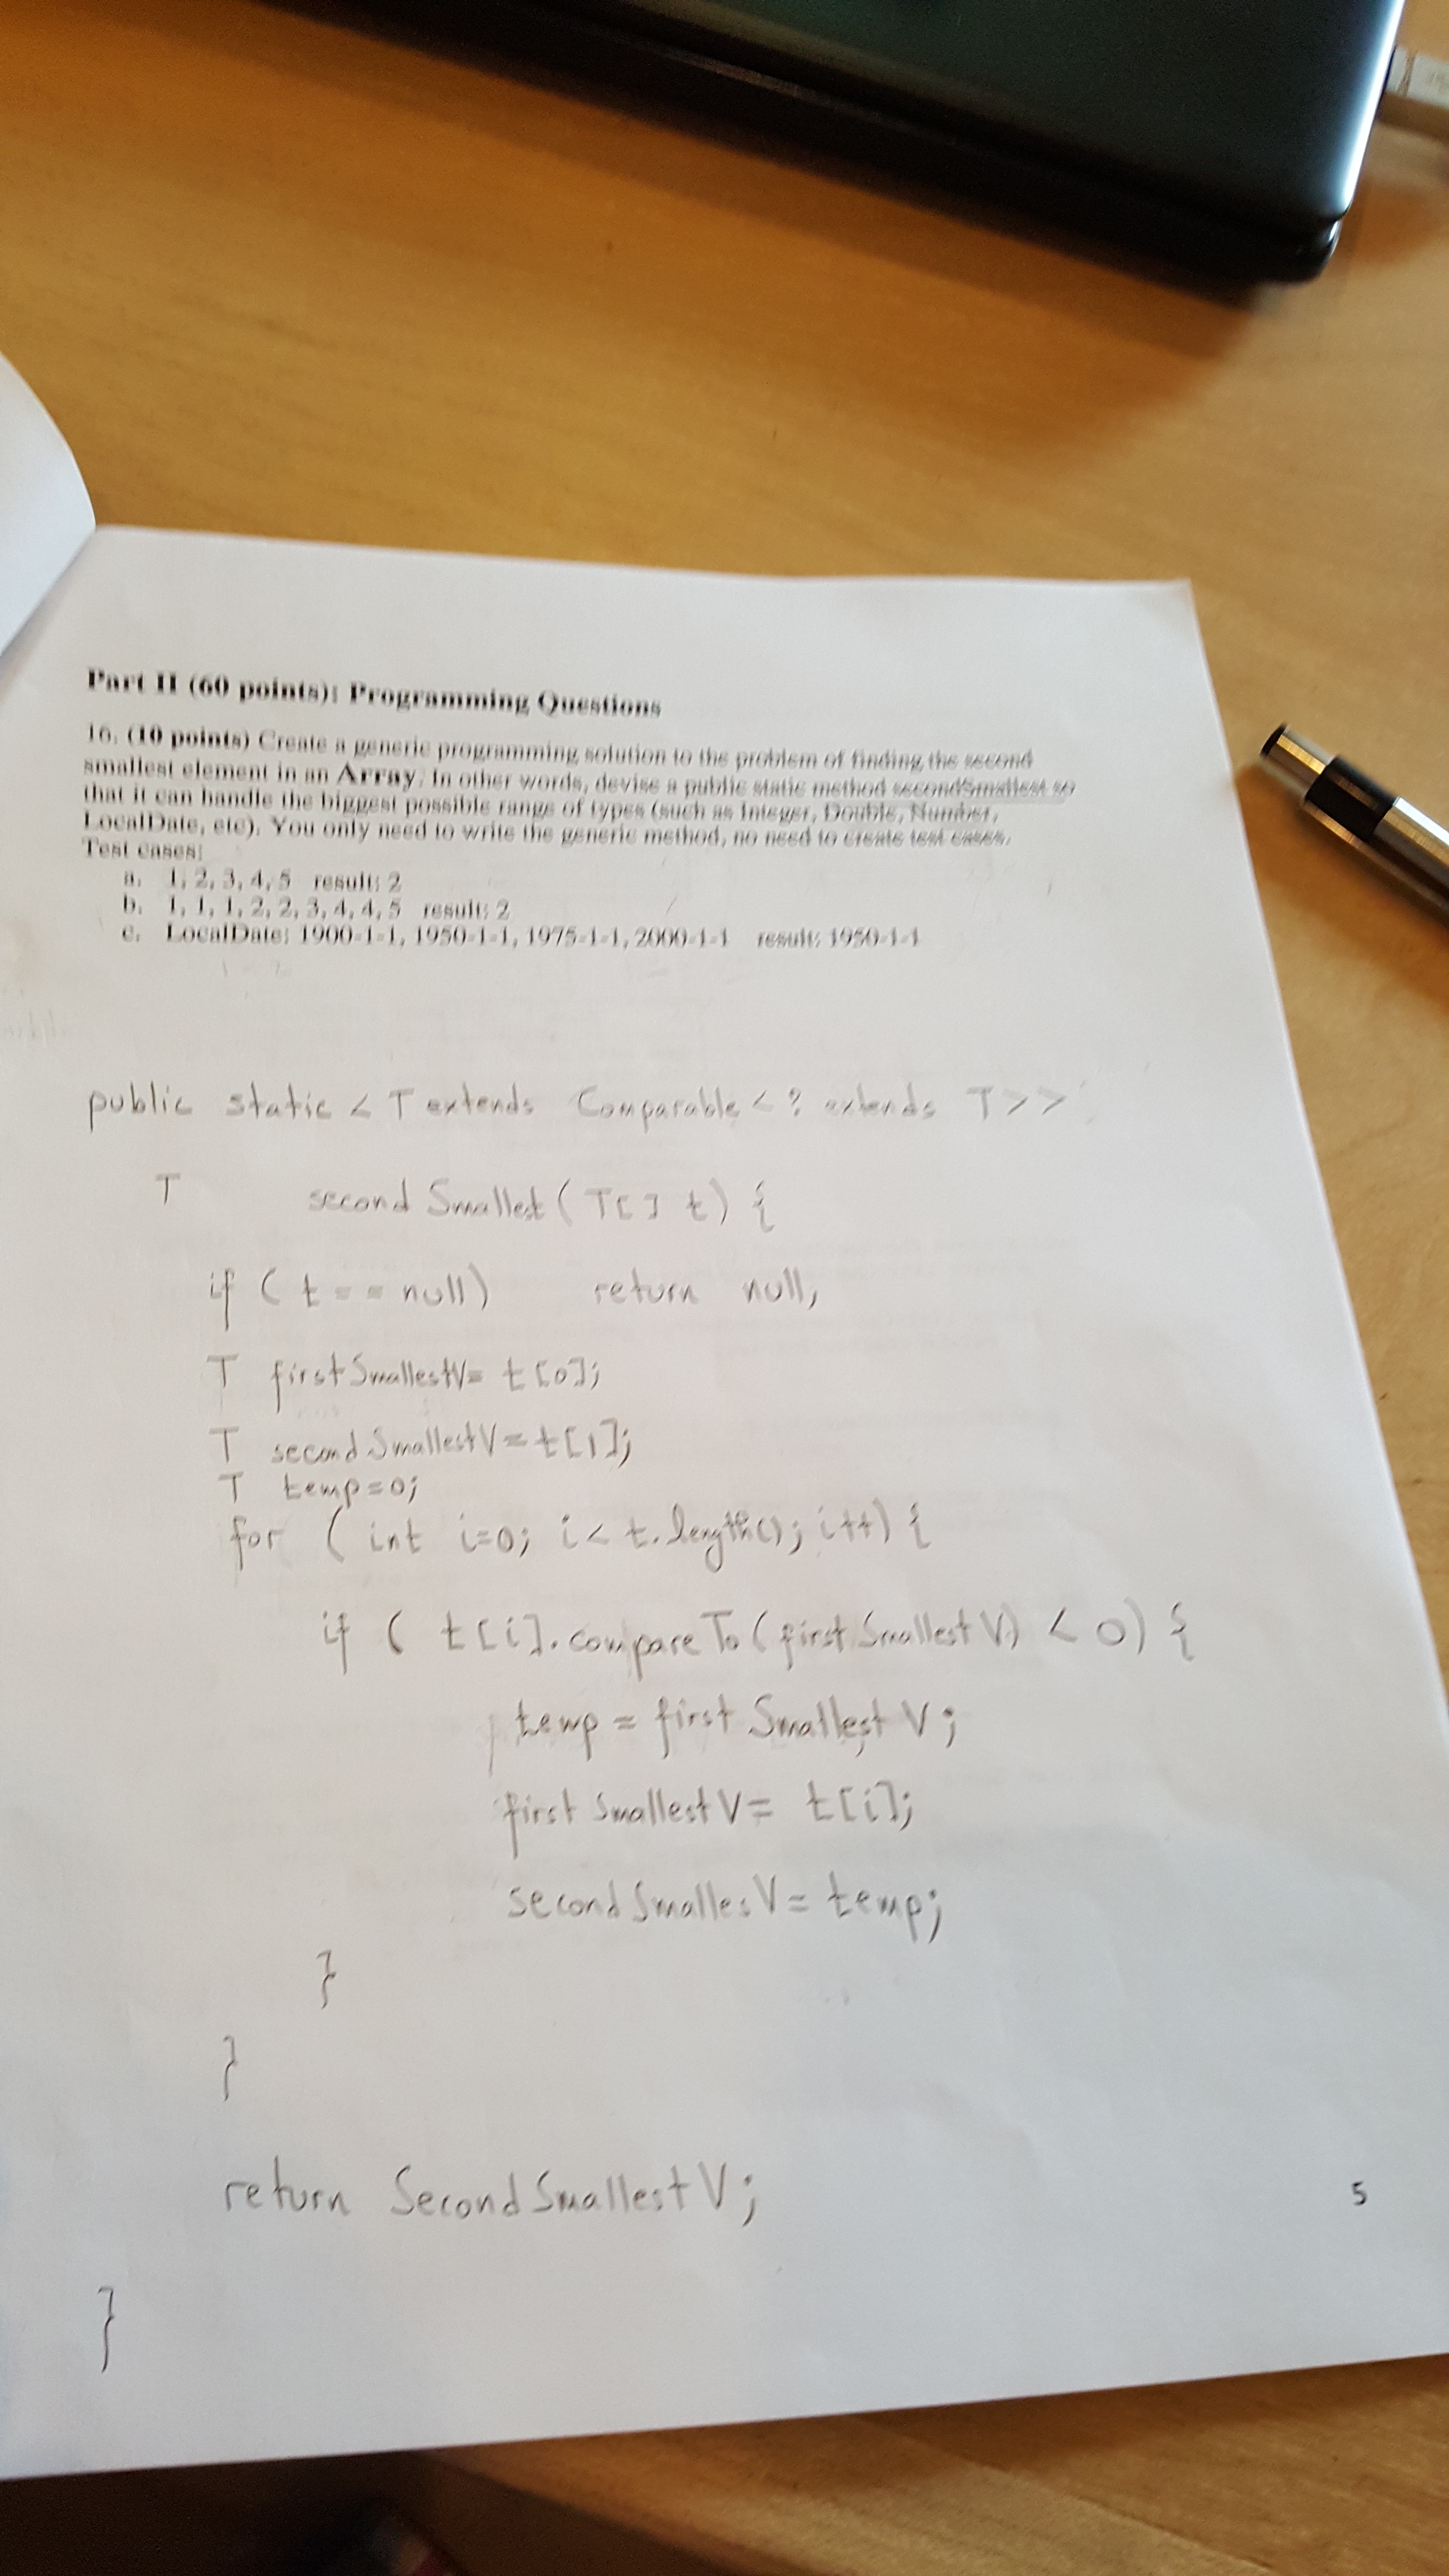 Part II (60 points): Programming Questions
16. (10 points) Create a generic programming solution to the problem of finding the second
smallest element in an Array. In other words, devise a public static method secondSmallest so
that it can handle the biggest possible range of types (such as Integer, Double, Number,
LocalDate, etc). You only need to write the generic method, no need to create test cases.
Test cases:
a. 1, 2, 3, 4, 5 result: 2
b. 1, 1, 1, 2, 2, 3, 4, 4, 5 result: 2
c. LocalDate: 1900-1-1, 1950-1-1, 1975-1-1, 2000-1-1 result: 1950-1-1
public static < T extends Comparable < ? extends T>>
T second Smallest ( T[] t) {
if ( t == null) return null,
T firstSmallestV= t[0];
T second SmallestV = t[1];
T temp=0;
for ( int i=0; i < t.length(); i++) {
if ( t[i].compareTo ( first SmallestV) < 0) {
temp = first Smallest V;
first SmallestV = t[i];
second SmallesV = temp;
}
}
return SecondSmallestV;
}
5